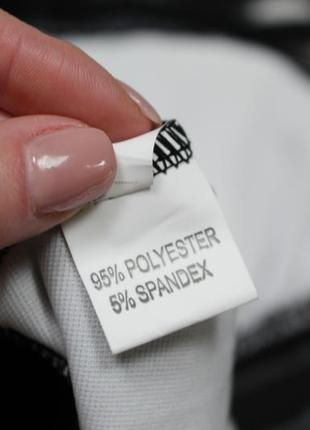 95% POLYESTER
5% SPANDEX